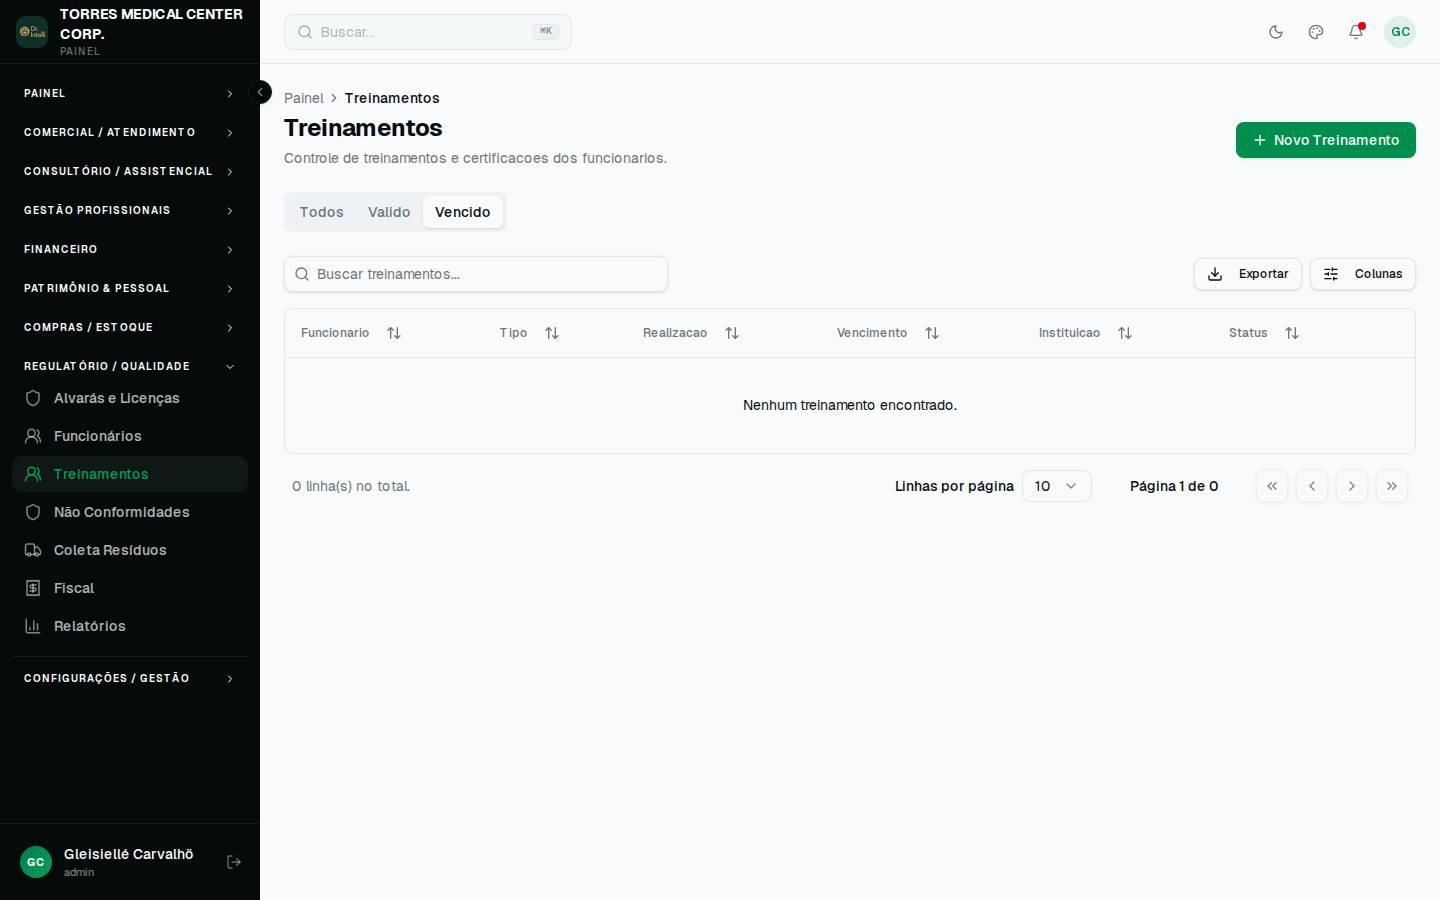 Dr. Intelli
TORRES MEDICAL CENTER
CORP.
PAINEL
PAINEL
COMERCIAL / ATENDIMENTO
CONSULTÓRIO / ASSISTENCIAL
GESTÃO PROFISSIONAIS
FINANCEIRO
PATRIMÔNIO & PESSOAL
COMPRAS / ESTOQUE
REGULATÓRIO / QUALIDADE
Alvarás e Licenças
Funcionários
Treinamentos
Não Conformidades
Coleta Resíduos
Fiscal
Relatórios
CONFIGURAÇÕES / GESTÃO
GC
Gleisiellé Carvalhö
admin
Buscar...
⌘K
GC
Painel > Treinamentos
Treinamentos
Controle de treinamentos e certificacoes dos funcionarios.
Novo Treinamento
Todos Valido Vencido
Buscar treinamentos...
Exportar
Colunas
Funcionario Tipo Realizacao Vencimento Instituicao Status
Nenhum treinamento encontrado.
0 linha(s) no total.
Linhas por página 10
Página 1 de 0